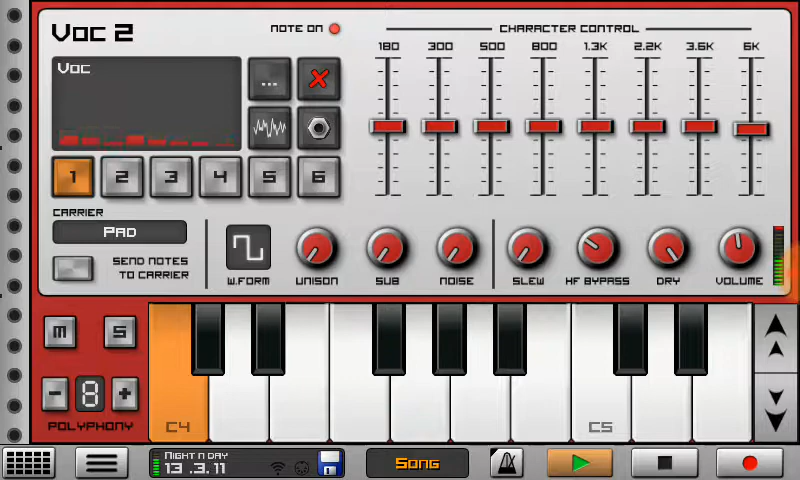 Voc 2
NOTE ON
CHARACTER CONTROL
180 300 500 800 1.3K 2.2K 3.6K 6K
Voc
...
1 2 3 4 5 6
CARRIER
PAD
SEND NOTES
TO CARRIER
W.FORM UNISON SUB NOISE SLEW HF BYPASS DRY VOLUME
M S
- 8 +
POLYPHONY
C4 C5
NIGHT N DAY
13 .3. 11
SONG